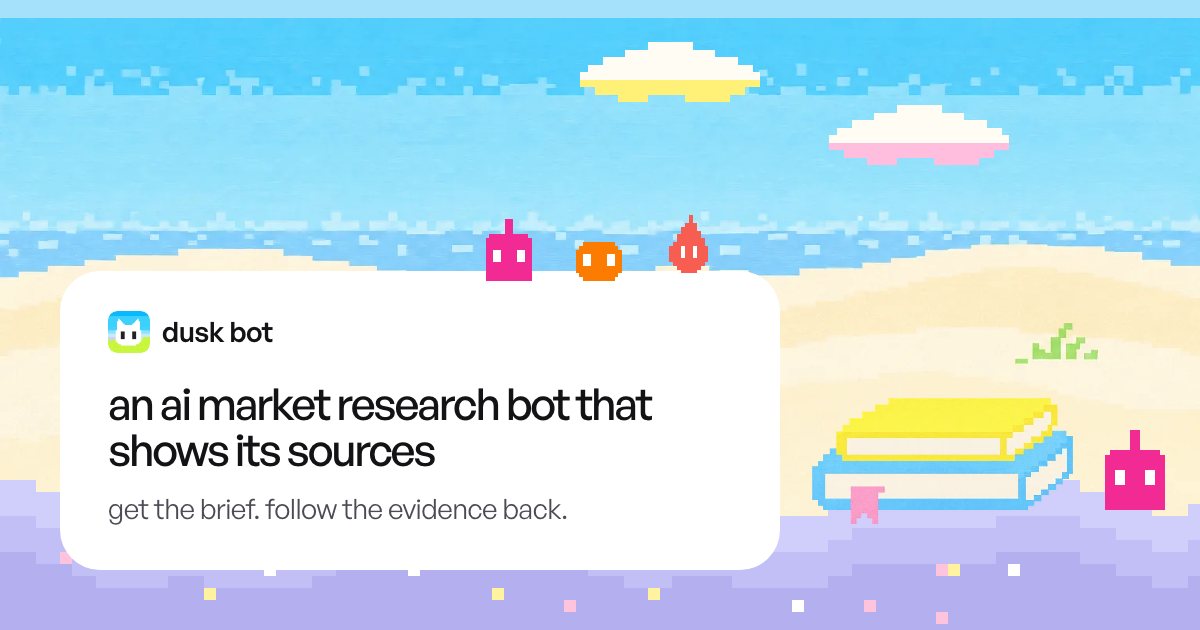 dusk bot
an ai market research bot that
shows its sources
get the brief. follow the evidence back.